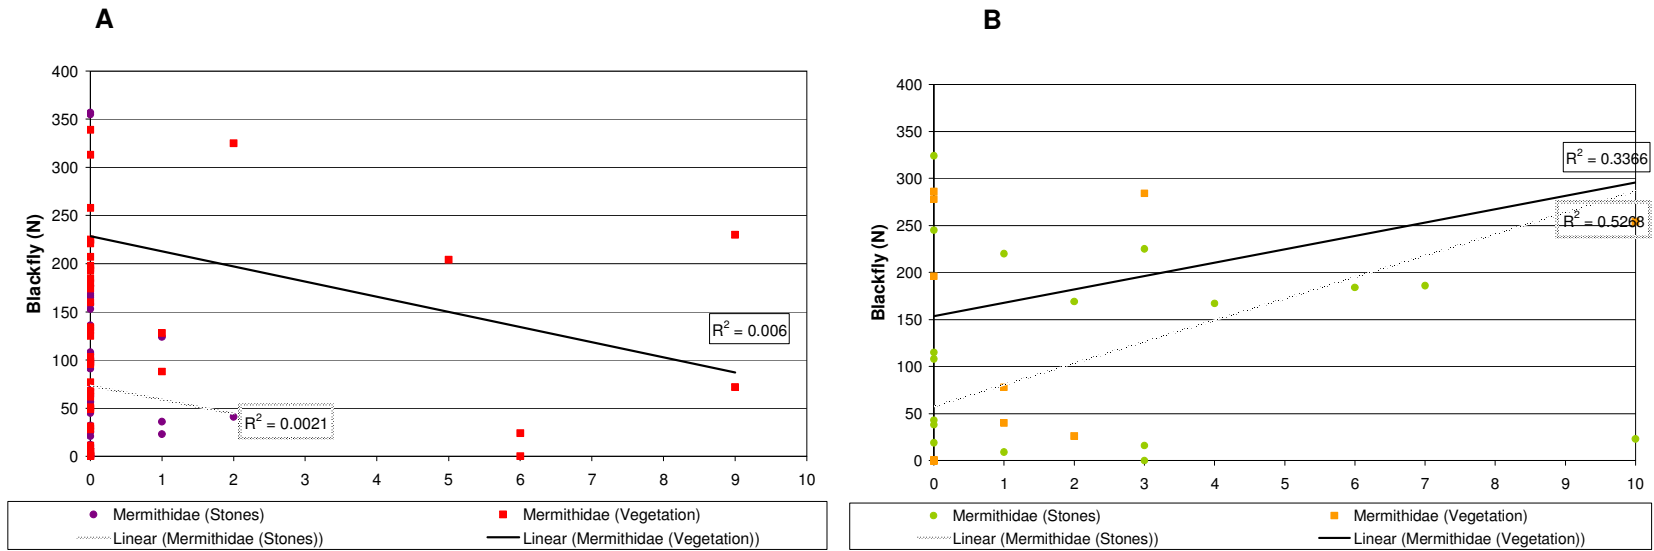 A
B
400
350
300
250
200
150
100
50
0
Blackfly (N)
R2 = 0.006
R2 = 0.0021
0 1 2 3 4 5 6 7 8 9 10
Mermithidae (Stones)
Mermithidae (Vegetation)
Linear (Mermithidae (Stones))
Linear (Mermithidae (Vegetation))
400
350
300
250
200
150
100
50
0
Blackfly (N)
R2 = 0.3366
R2 = 0.5268
0 1 2 3 4 5 6 7 8 9 10
Mermithidae (Stones)
Mermithidae (Vegetation)
Linear (Mermithidae (Stones))
Linear (Mermithidae (Vegetation))